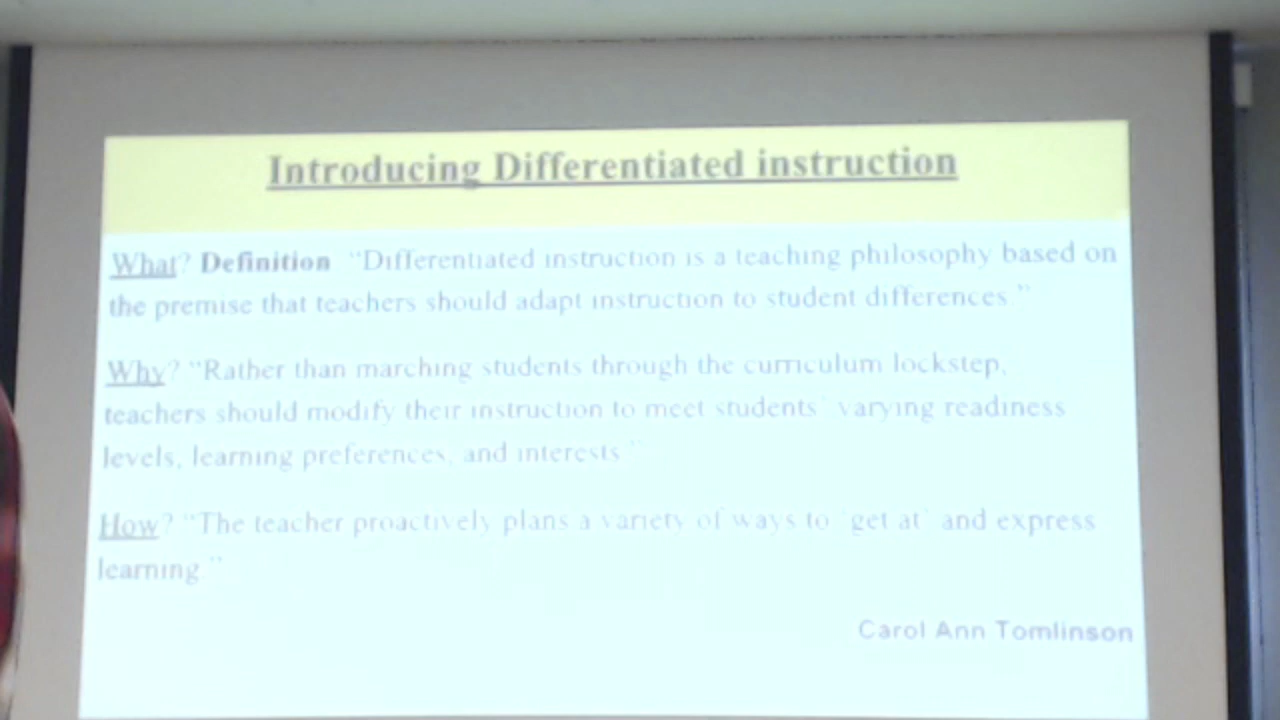 Introducing Differentiated instruction
What? Definition "Differentiated instruction is a teaching philosophy based on
the premise that teachers should adapt instruction to student differences."
Why? "Rather than marching students through the curriculum lockstep,
teachers should modify their instruction to meet students' varying readiness
levels, learning preferences, and interests."
How? "The teacher proactively plans a variety of ways to 'get at' and express
learning."
Carol Ann Tomlinson